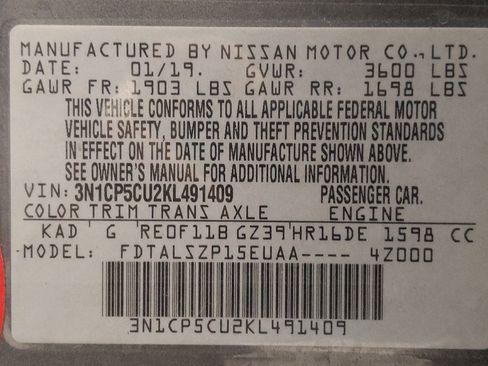 MANUFACTURED BY NISSAN MOTOR CO., LTD.
DATE: 01/19. GVWR: 3600 LBS
GAWR FR: 1903 LBS GAWR RR: 1698 LBS
THIS VEHICLE CONFORMS TO ALL APPLICABLE FEDERAL MOTOR
VEHICLE SAFETY, BUMPER AND THEFT PREVENTION STANDARDS
IN EFFECT ON THE DATE OF MANUFACTURE SHOWN ABOVE.
SEE OWNER'S MANUAL FOR ADDITIONAL INFORMATION.
VIN: 3N1CP5CU2KL491409 PASSENGER CAR.
COLOR TRIM TRANS AXLE ENGINE
KAD G RE0F11B GZ39 HR16DE 1598 CC
MODEL: FDTALSZP15EUAA---- 4Z000
3N1CP5CU2KL491409